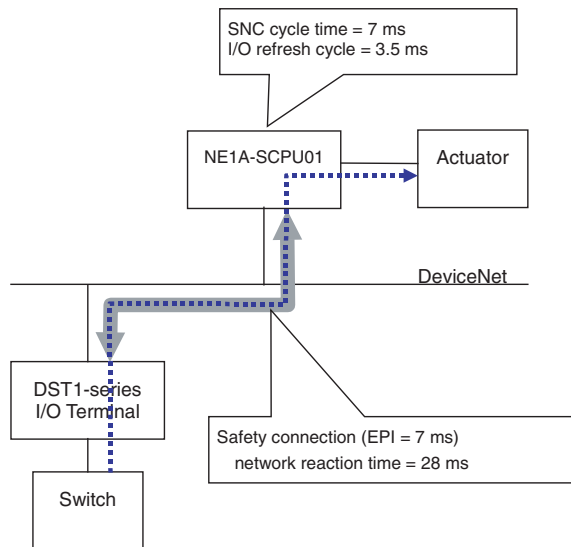 SNC cycle time = 7 ms
I/O refresh cycle = 3.5 ms
NE1A-SCPU01
Actuator
DeviceNet
DST1-series
I/O Terminal
Safety connection (EPI = 7 ms)
network reaction time = 28 ms
Switch